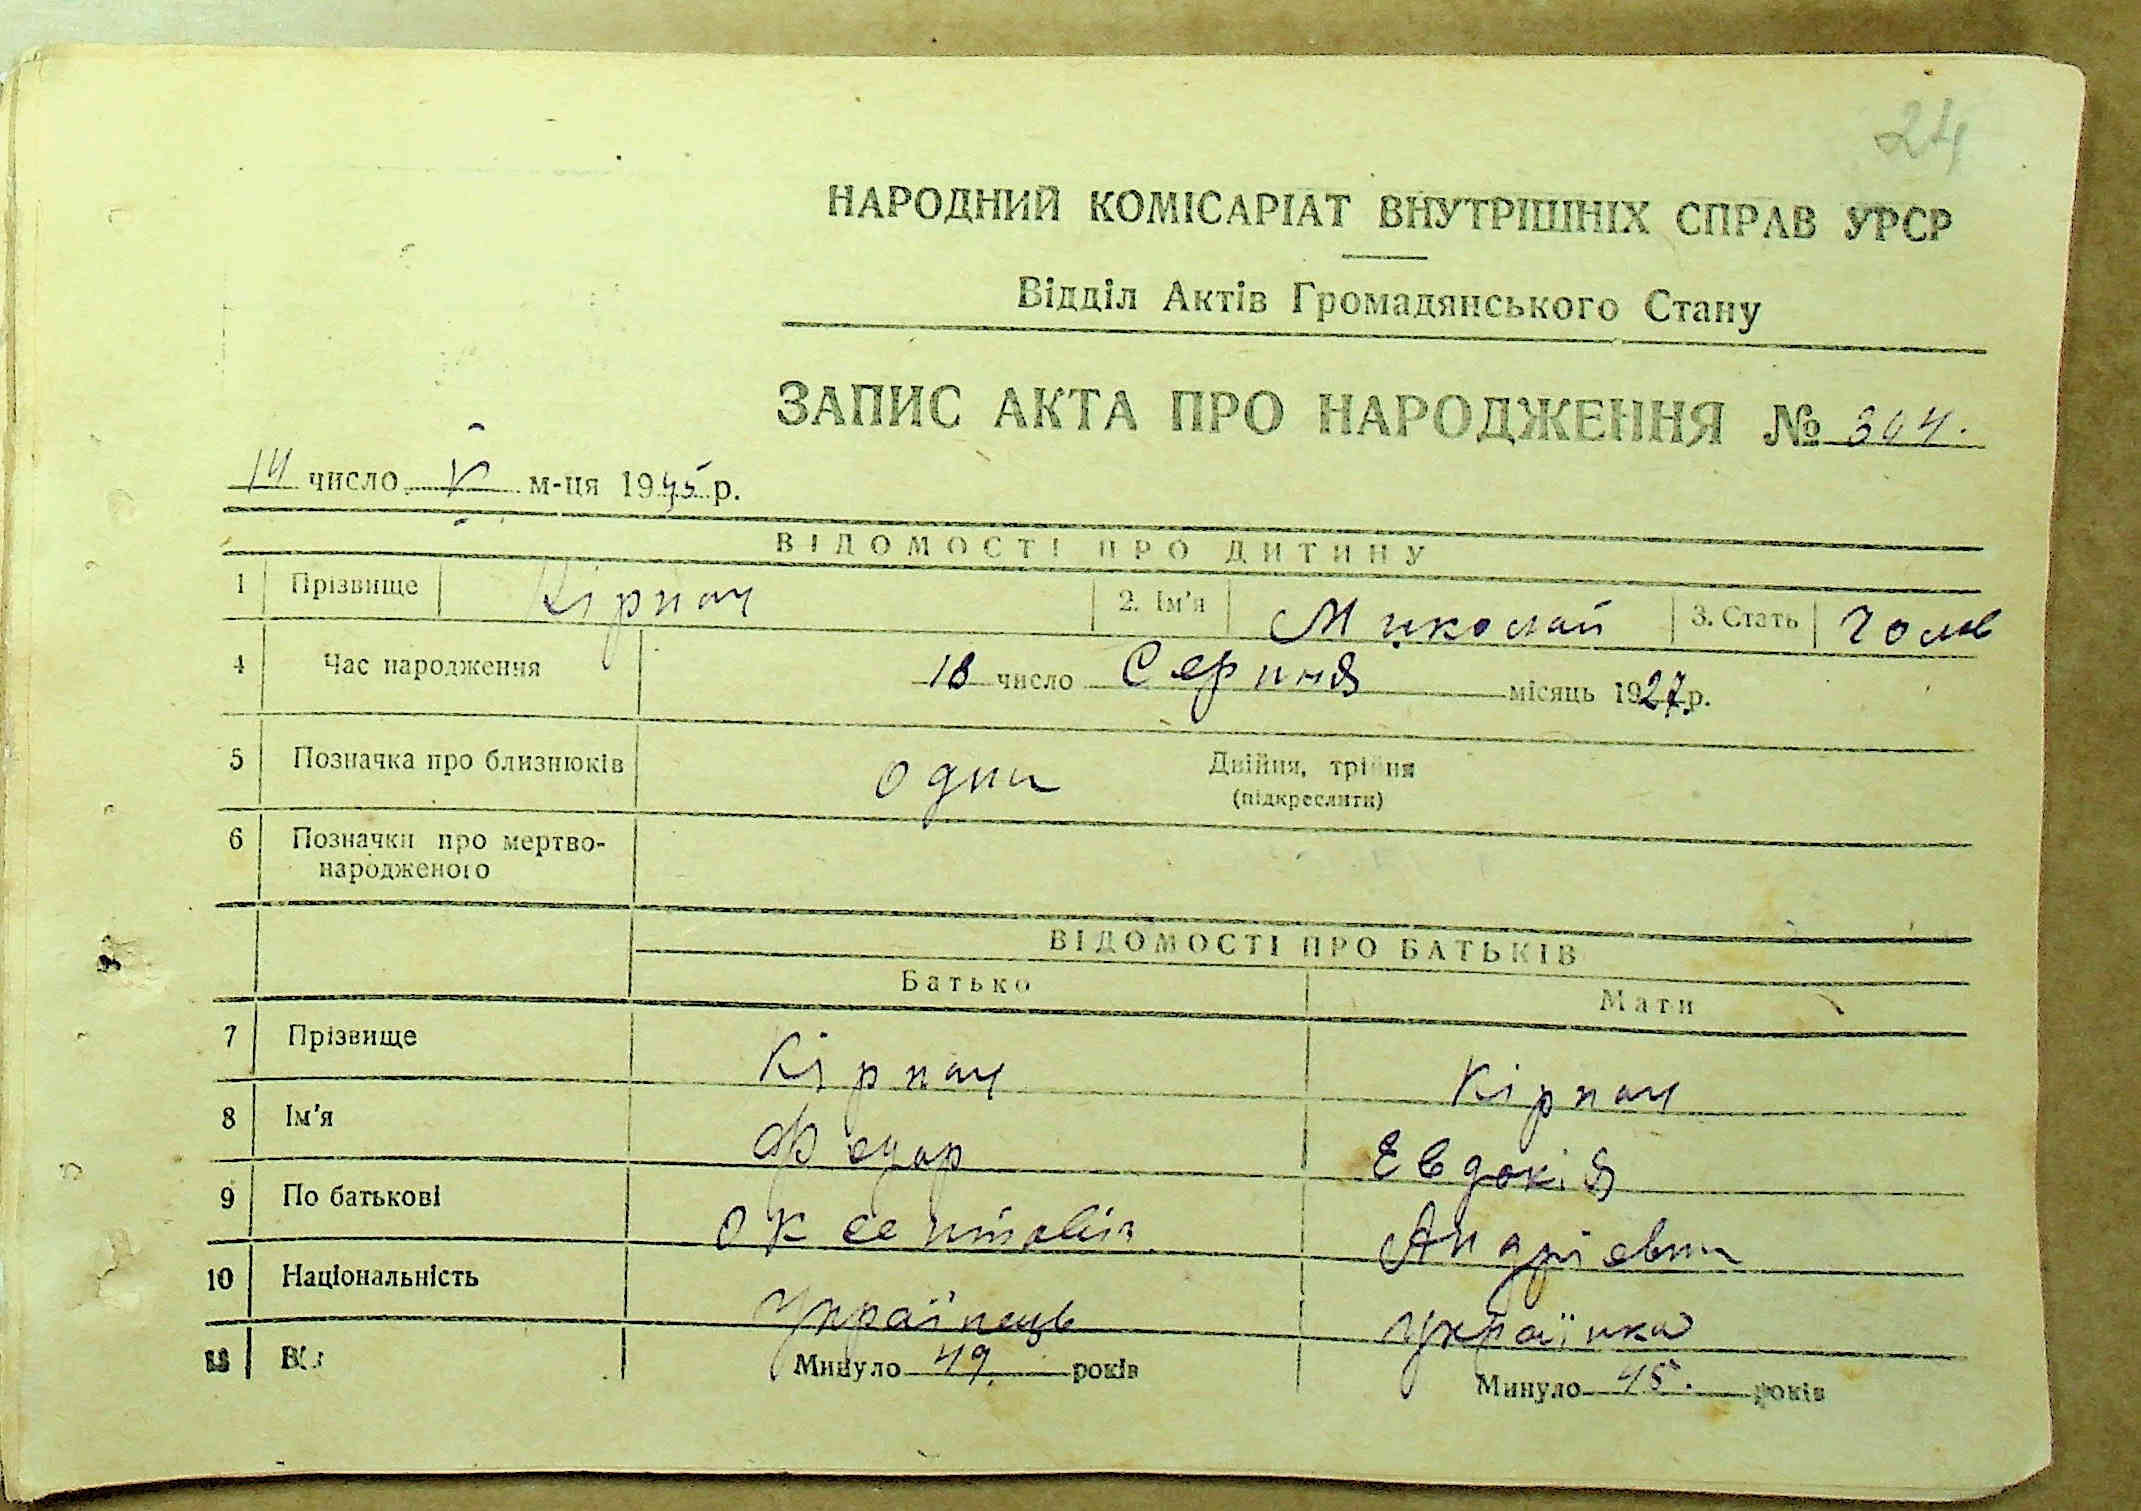 24
НАРОДНИЙ КОМІСАРІАТ ВНУТРІШНІХ СПРАВ УРСР
Відділ Актів Громадянського Стану
ЗАПИС АКТА ПРО НАРОДЖЕННЯ № 304.
14 число V м-ця 1945 р.
ВІДОМОСТІ ПРО ДИТИНУ
1 Прізвище Кірпач 2. Ім'я Миколай 3. Стать Чолов
4 Час народження 18 число Серпня місяць 1927 р.
5 Позначка про близнюків один Двійня, трійня
(підкреслити)
6 Позначки про мертво-
народженого
ВІДОМОСТІ ПРО БАТЬКІВ
Батько Мати
7 Прізвище Кірпач Кірпач
8 Ім'я Федор Евдокія
9 По батькові Андріевна
10 Національність Українець Українка
Минуло 49. років Минуло 45. років